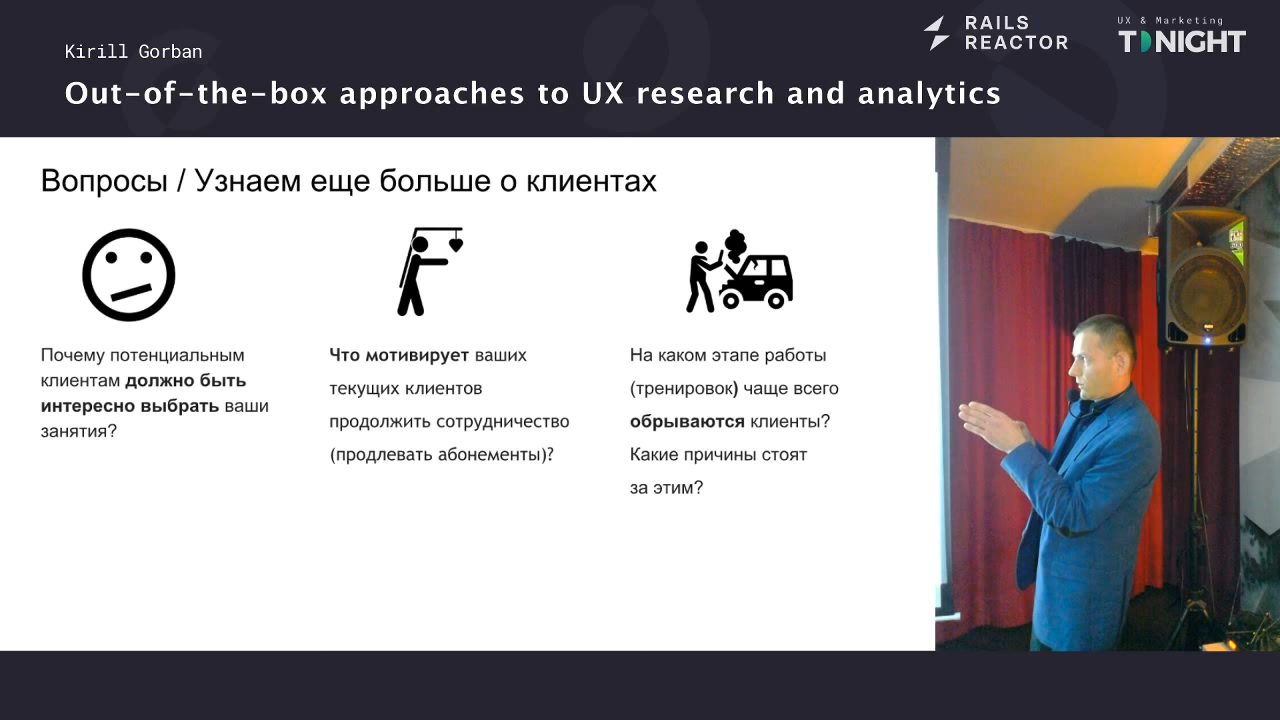 Kirill Gorban
Out-of-the-box approaches to UX research and analytics
RAILS
REACTOR
UX & Marketing
TONIGHT
Вопросы / Узнаем еще больше о клиентах
Почему потенциальным
клиентам должно быть
интересно выбрать ваши
занятия?
Что мотивирует ваших
текущих клиентов
продолжить сотрудничество
(продлевать абонементы)?
На каком этапе работы
(тренировок) чаще всего
обрываются клиенты?
Какие причины стоят
за этим?